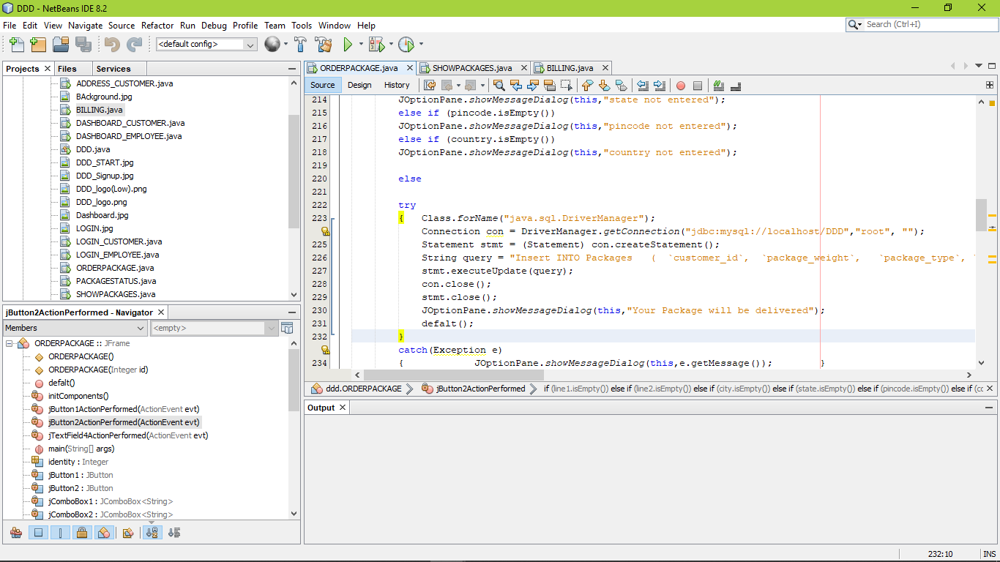 DDD - NetBeans IDE 8.2
File Edit View Navigate Source Refactor Run Debug Profile Team Tools Window Help
Search (Ctrl+I)
<default config>
Projects Files Services
ADDRESS_CUSTOMER.java
BAckground.jpg
BILLING.java
DASHBOARD_CUSTOMER.java
DASHBOARD_EMPLOYEE.java
DDD.java
DDD_START.jpg
DDD_Signup.jpg
DDD_logo(Low).png
DDD_logo.png
Dashboard.jpg
LOGIN.jpg
LOGIN_CUSTOMER.java
LOGIN_EMPLOYEE.java
ORDERPACKAGE.java
PACKAGESTATUS.java
SHOWPACKAGES.java
jButton2ActionPerformed - Navigator
Members
<empty>
ORDERPACKAGE :: JFrame
ORDERPACKAGE()
ORDERPACKAGE(Integer id)
defalt()
initComponents()
jButton1ActionPerformed(ActionEvent evt)
jButton2ActionPerformed(ActionEvent evt)
jTextField4ActionPerformed(ActionEvent evt)
main(String[] args)
identity : Integer
jButton1 : JButton
jButton2 : JButton
jComboBox1 : JComboBox<String>
jComboBox2 : JComboBox<String>
ORDERPACKAGE.java SHOWPACKAGES.java BILLING.java
Source Design History
214 JOptionPane.showMessageDialog(this,"state not entered");
215 else if (pincode.isEmpty())
216 JOptionPane.showMessageDialog(this,"pincode not entered");
217 else if (country.isEmpty())
218 JOptionPane.showMessageDialog(this,"country not entered");
219
220 else
221
222 try
223 { Class.forName("java.sql.DriverManager");
Connection con = DriverManager.getConnection("jdbc:mysql://localhost/DDD","root", "");
225 Statement stmt = (Statement) con.createStatement();
226 String query = "Insert INTO Packages ( `customer_id`, `package_weight`, `package_type`, `
227 stmt.executeUpdate(query);
228 con.close();
229 stmt.close();
230 JOptionPane.showMessageDialog(this,"Your Package will be delivered");
231 defalt();
232 }
catch(Exception e)
234 { JOptionPane.showMessageDialog(this,e.getMessage()); }
ddd.ORDERPACKAGE jButton2ActionPerformed if (line1.isEmpty()) else if (line2.isEmpty()) else if (city.isEmpty()) else if (state.isEmpty()) else if (pincode.isEmpty()) else if (cc
Output
232:10 INS